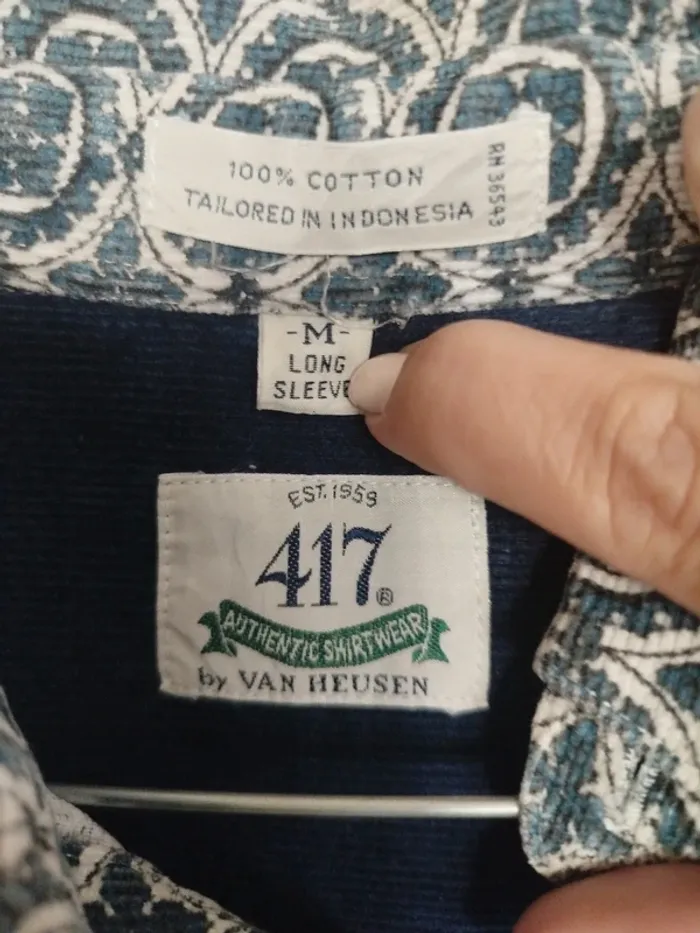 100% COTTON
TAILORED IN INDONESIA
RN 36543
-M-
LONG
SLEEVE
EST. 1959
417®
AUTHENTIC SHIRTWEAR
by VAN HEUSEN